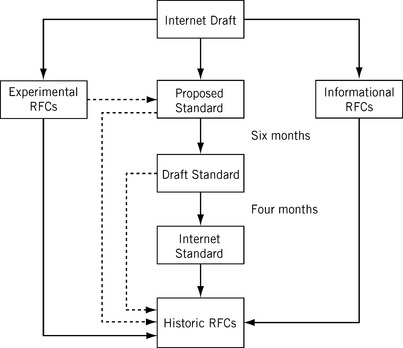 Internet Draft
Experimental
RFCs
Proposed
Standard
Informational
RFCs
Six months
Draft Standard
Four months
Internet
Standard
Historic RFCs